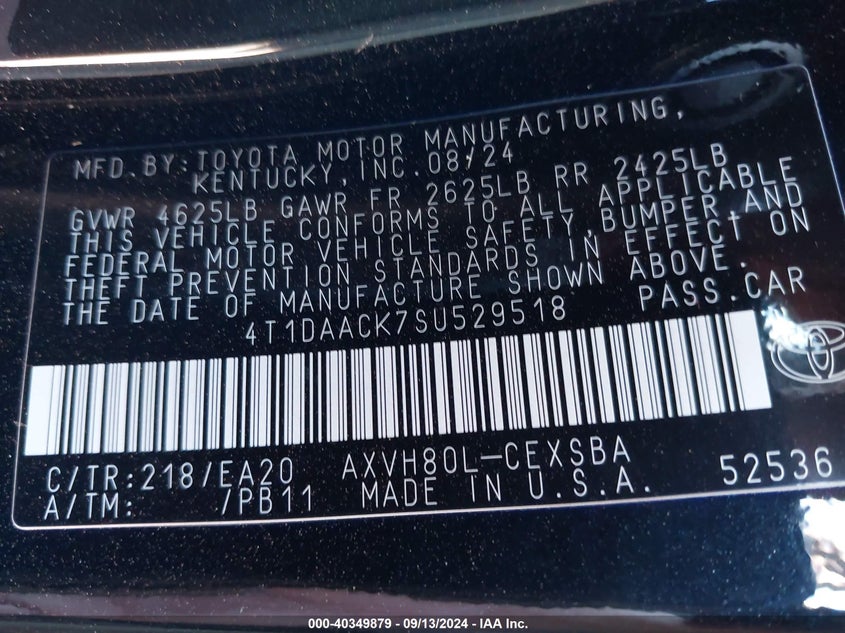 MFD.BY:TOYOTA MOTOR MANUFACTURING,
KENTUCKY,INC.08/24
GVWR 4625LB GAWR FR 2625LB RR 2425LB
THIS VEHICLE CONFORMS TO ALL APPLICABLE
FEDERAL MOTOR VEHICLE SAFETY,BUMPER AND
THEFT PREVENTION STANDARDS IN EFFECT ON
THE DATE OF MANUFACTURE SHOWN ABOVE.
4T1DAACK7SU529518 PASS.CAR
C/TR:218/EA20 AXVH80L-CEXSBA
A/TM: /PB11 MADE IN U.S.A. 52536
000-40349879 - 09/13/2024 - IAA Inc.